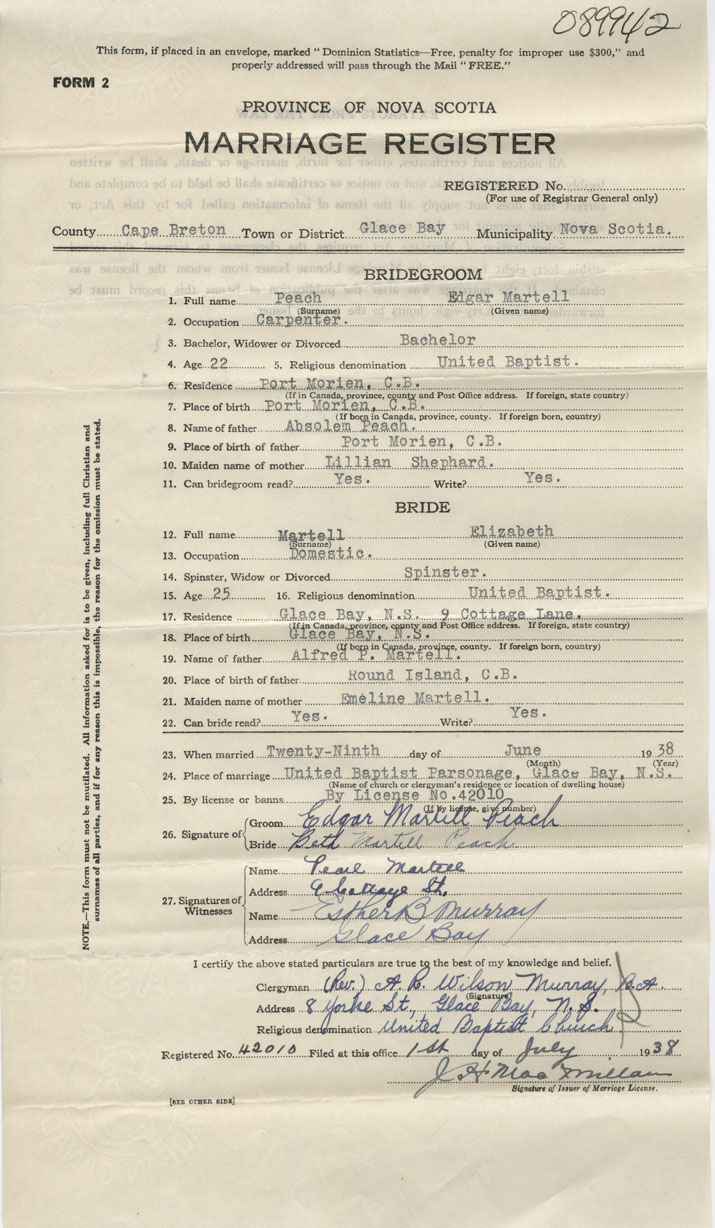 089942
This form, if placed in an envelope, marked "Dominion Statistics—Free, penalty for improper use $300," and
properly addressed will pass through the Mail "FREE."
FORM 2
PROVINCE OF NOVA SCOTIA
MARRIAGE REGISTER
REGISTERED No.
(For use of Registrar General only)
County Cape Breton Town or District Glace Bay Municipality Nova Scotia.
BRIDEGROOM
1. Full name Peach Edgar Martell
(Surname) (Given name)
2. Occupation Carpenter.
3. Bachelor, Widower or Divorced Bachelor
4. Age 22 5. Religious denomination United Baptist.
6. Residence Port Morien, C.B.
(If in Canada, province, county and Post Office address. If foreign, state country)
7. Place of birth Port Morien, C.B.
(If born in Canada, province, county. If foreign born, country)
8. Name of father Absolem Peach.
9. Place of birth of father Port Morien, C.B.
10. Maiden name of mother Lillian Shephard.
11. Can bridegroom read? Yes. Write? Yes.
BRIDE
12. Full name Martell Elizabeth
(Surname) (Given name)
13. Occupation Domestic.
14. Spinster, Widow or Divorced Spinster.
15. Age 25 16. Religious denomination United Baptist.
17. Residence Glace Bay, N.S. 9 Cottage Lane.
(If in Canada, province, county and Post Office address. If foreign, state country)
18. Place of birth Glace Bay, N.S.
(If born in Canada, province, county. If foreign born, country)
19. Name of father Alfred P. Martell.
20. Place of birth of father Round Island, C.B.
21. Maiden name of mother Emeline Martell.
22. Can bride read? Yes. Write? Yes.
23. When married Twenty-Ninth day of June 1938
(Month) (Year)
24. Place of marriage United Baptist Parsonage, Glace Bay, N.S.
(Name of church or clergyman's residence or location of dwelling house)
25. By license or banns By License No. 42010
(If by license, give number)
26. Signature of
Groom Edgar Martell Peach
Bride Beth Martell Peach
27. Signatures of Witnesses
Name Pearl Martell
Address Cottage St.
Name Esther B Murray
Address Glace Bay
I certify the above stated particulars are true to the best of my knowledge and belief.
Clergyman (Rev.) A. R. Wilson Murray, B.A.
(Signature)
Address 8 Yorke St., Glace Bay, N.S.
Religious denomination United Baptist Church
Registered No. 42010 Filed at this office 1st day of July 1938
J. H. MacMillan
Signature of Issuer of Marriage License.
[SEE OTHER SIDE]
NOTE.—This form must not be mutilated. All information asked for is to be given, including full Christian and
surnames of all parties, and if for any reason this is impossible, the reason for the omission must be stated.